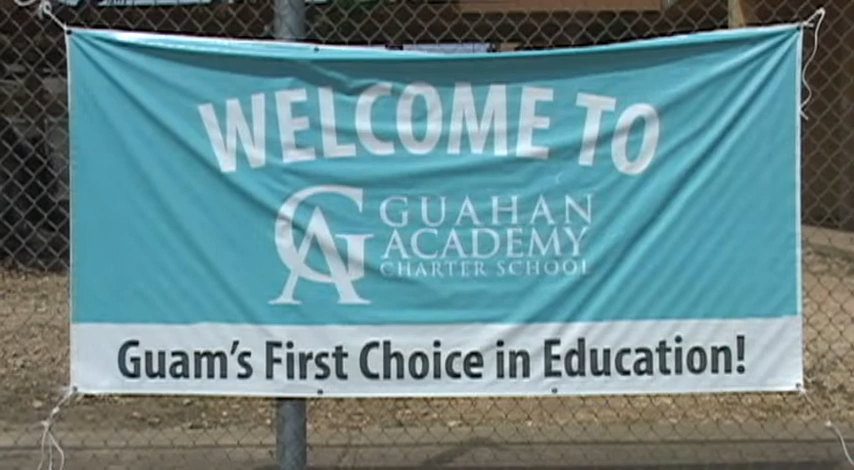 WELCOME TO
GA
GUAHAN
ACADEMY
CHARTER SCHOOL
Guam's First Choice in Education!